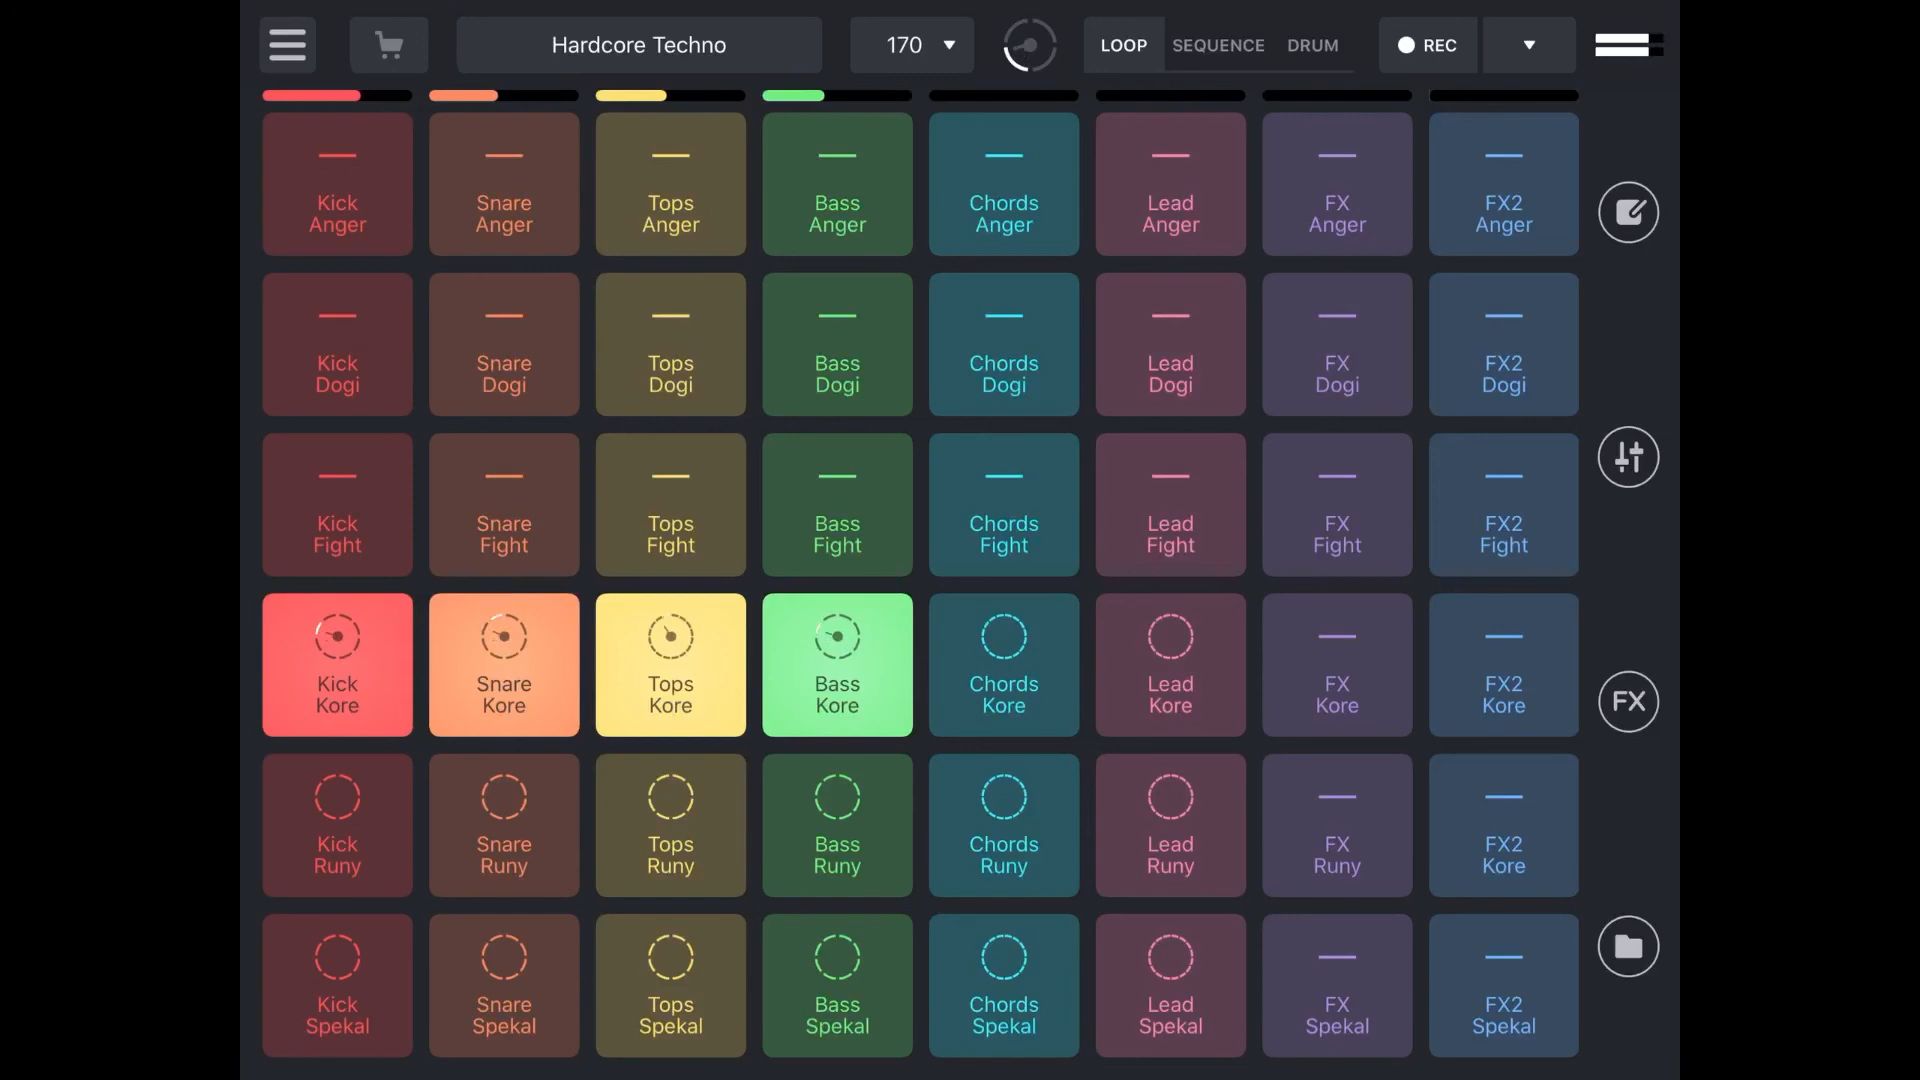 Hardcore Techno
170
LOOP
SEQUENCE
DRUM
REC
Kick
Anger
Snare
Anger
Tops
Anger
Bass
Anger
Chords
Anger
Lead
Anger
FX
Anger
FX2
Anger
Kick
Dogi
Snare
Dogi
Tops
Dogi
Bass
Dogi
Chords
Dogi
Lead
Dogi
FX
Dogi
FX2
Dogi
Kick
Fight
Snare
Fight
Tops
Fight
Bass
Fight
Chords
Fight
Lead
Fight
FX
Fight
FX2
Fight
Kick
Kore
Snare
Kore
Tops
Kore
Bass
Kore
Chords
Kore
Lead
Kore
FX
Kore
FX2
Kore
FX
Kick
Runy
Snare
Runy
Tops
Runy
Bass
Runy
Chords
Runy
Lead
Runy
FX
Runy
FX2
Kore
Kick
Spekal
Snare
Spekal
Tops
Spekal
Bass
Spekal
Chords
Spekal
Lead
Spekal
FX
Spekal
FX2
Spekal